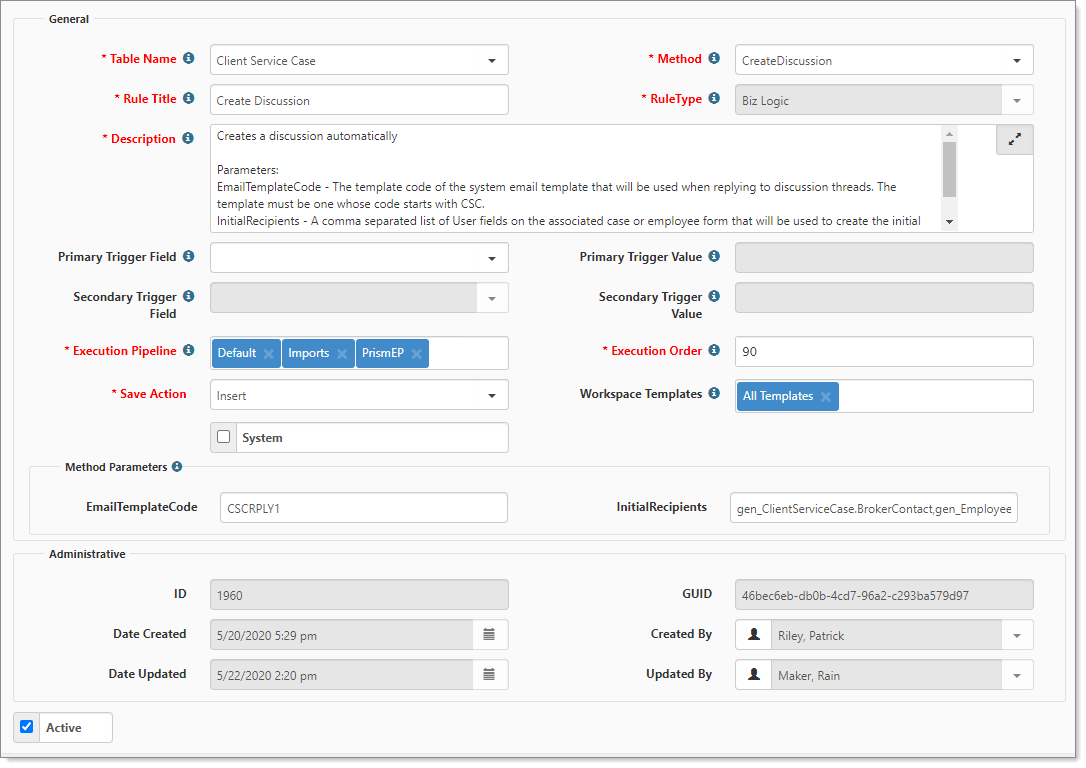 General
* Table Name
Client Service Case
* Method
CreateDiscussion
* Rule Title
Create Discussion
* RuleType
Biz Logic
* Description
Creates a discussion automatically
Parameters:
EmailTemplateCode - The template code of the system email template that will be used when replying to discussion threads. The
template must be one whose code starts with CSC.
InitialRecipients - A comma separated list of User fields on the associated case or employee form that will be used to create the initial
Primary Trigger Field
Primary Trigger Value
Secondary Trigger
Field
Secondary Trigger
Value
* Execution Pipeline
Default
Imports
PrismEP
* Execution Order
90
* Save Action
Insert
Workspace Templates
All Templates
System
Method Parameters
EmailTemplateCode
CSCRPLY1
InitialRecipients
gen_ClientServiceCase.BrokerContact,gen_Employee
Administrative
ID
1960
GUID
46bec6eb-db0b-4cd7-96a2-c293ba579d97
Date Created
5/20/2020 5:29 pm
Created By
Riley, Patrick
Date Updated
5/22/2020 2:20 pm
Updated By
Maker, Rain
Active